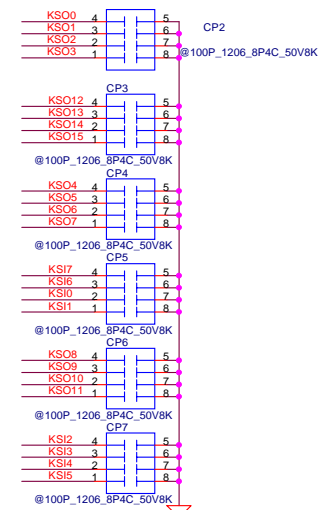 KSO0 4 5
KSO1 3 6 CP2
KSO2 2 7
KSO3 1 8 @100P_1206_8P4C_50V8K
CP3
KSO12 4 5
KSO13 3 6
KSO14 2 7
KSO15 1 8
@100P_1206_8P4C_50V8K
CP4
KSO4 4 5
KSO5 3 6
KSO6 2 7
KSO7 1 8
@100P_1206_8P4C_50V8K
CP5
KSI7 4 5
KSI6 3 6
KSI0 2 7
KSI1 1 8
@100P_1206_8P4C_50V8K
CP6
KSO8 4 5
KSO9 3 6
KSO10 2 7
KSO11 1 8
@100P_1206_8P4C_50V8K
CP7
KSI2 4 5
KSI3 3 6
KSI4 2 7
KSI5 1 8
@100P_1206_8P4C_50V8K